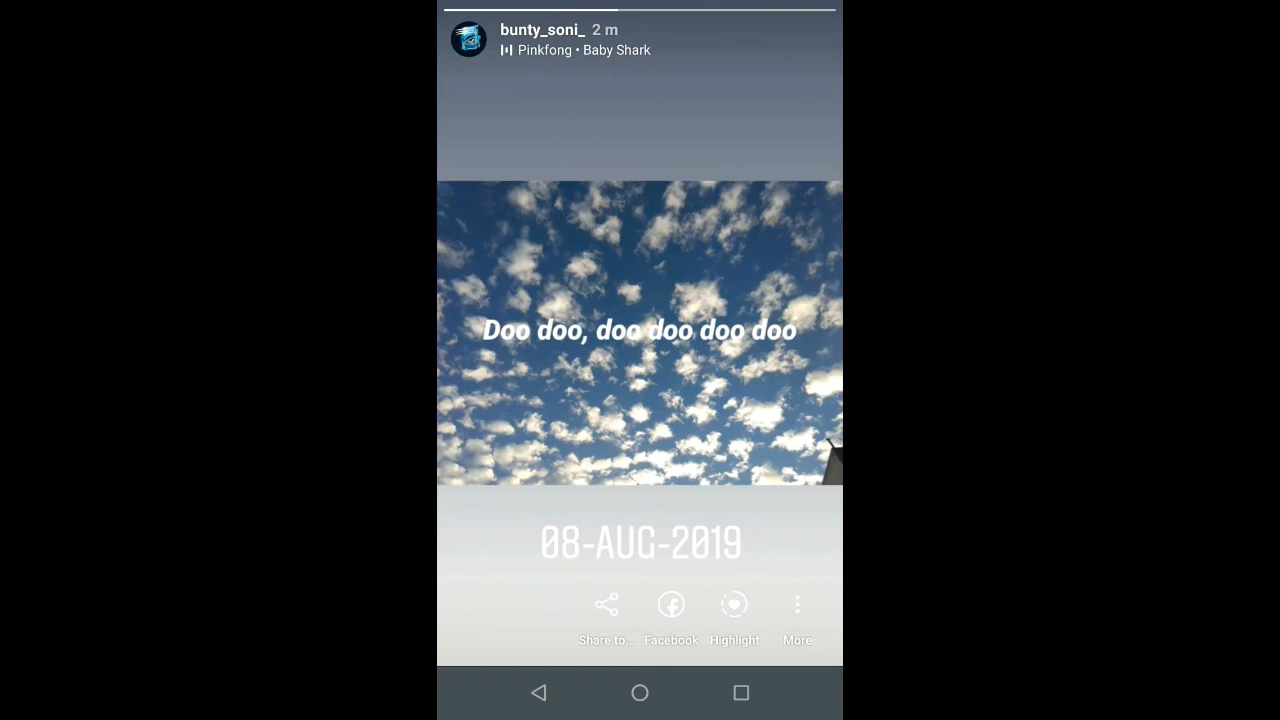 bunty_soni_ 2 m
Pinkfong • Baby Shark
Doo doo, doo doo doo doo
08-AUG-2019
Share to... Facebook Highlight More